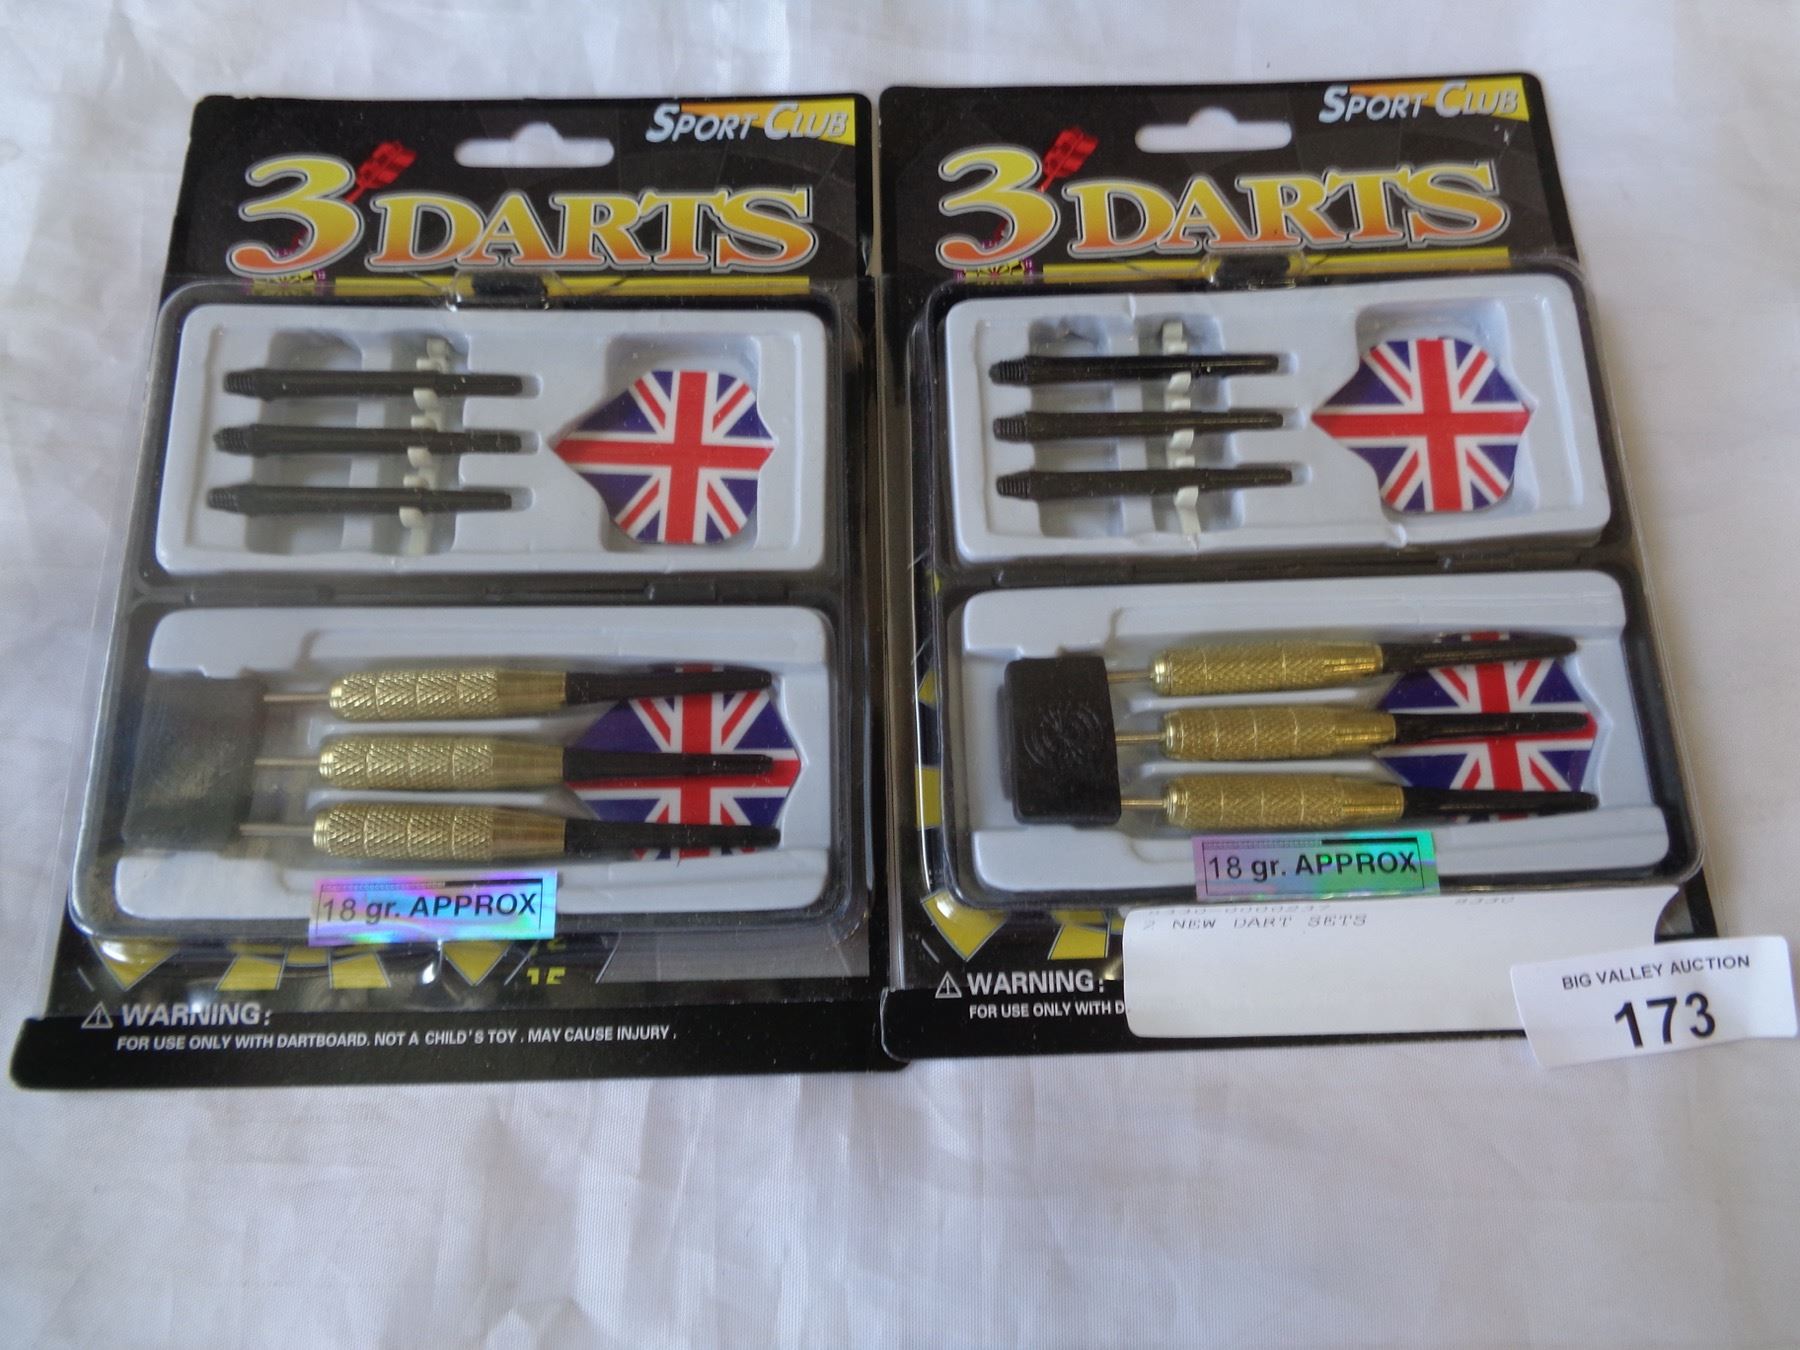 SPORT CLUB
3 DARTS
18 gr. APPROX
15
WARNING:
FOR USE ONLY WITH DARTBOARD. NOT A CHILD'S TOY. MAY CAUSE INJURY.
SPORT CLUB
3 DARTS
18 gr. APPROX
2 NEW DART SETS
WARNING:
FOR USE ONLY WITH D
BIG VALLEY AUCTION
173